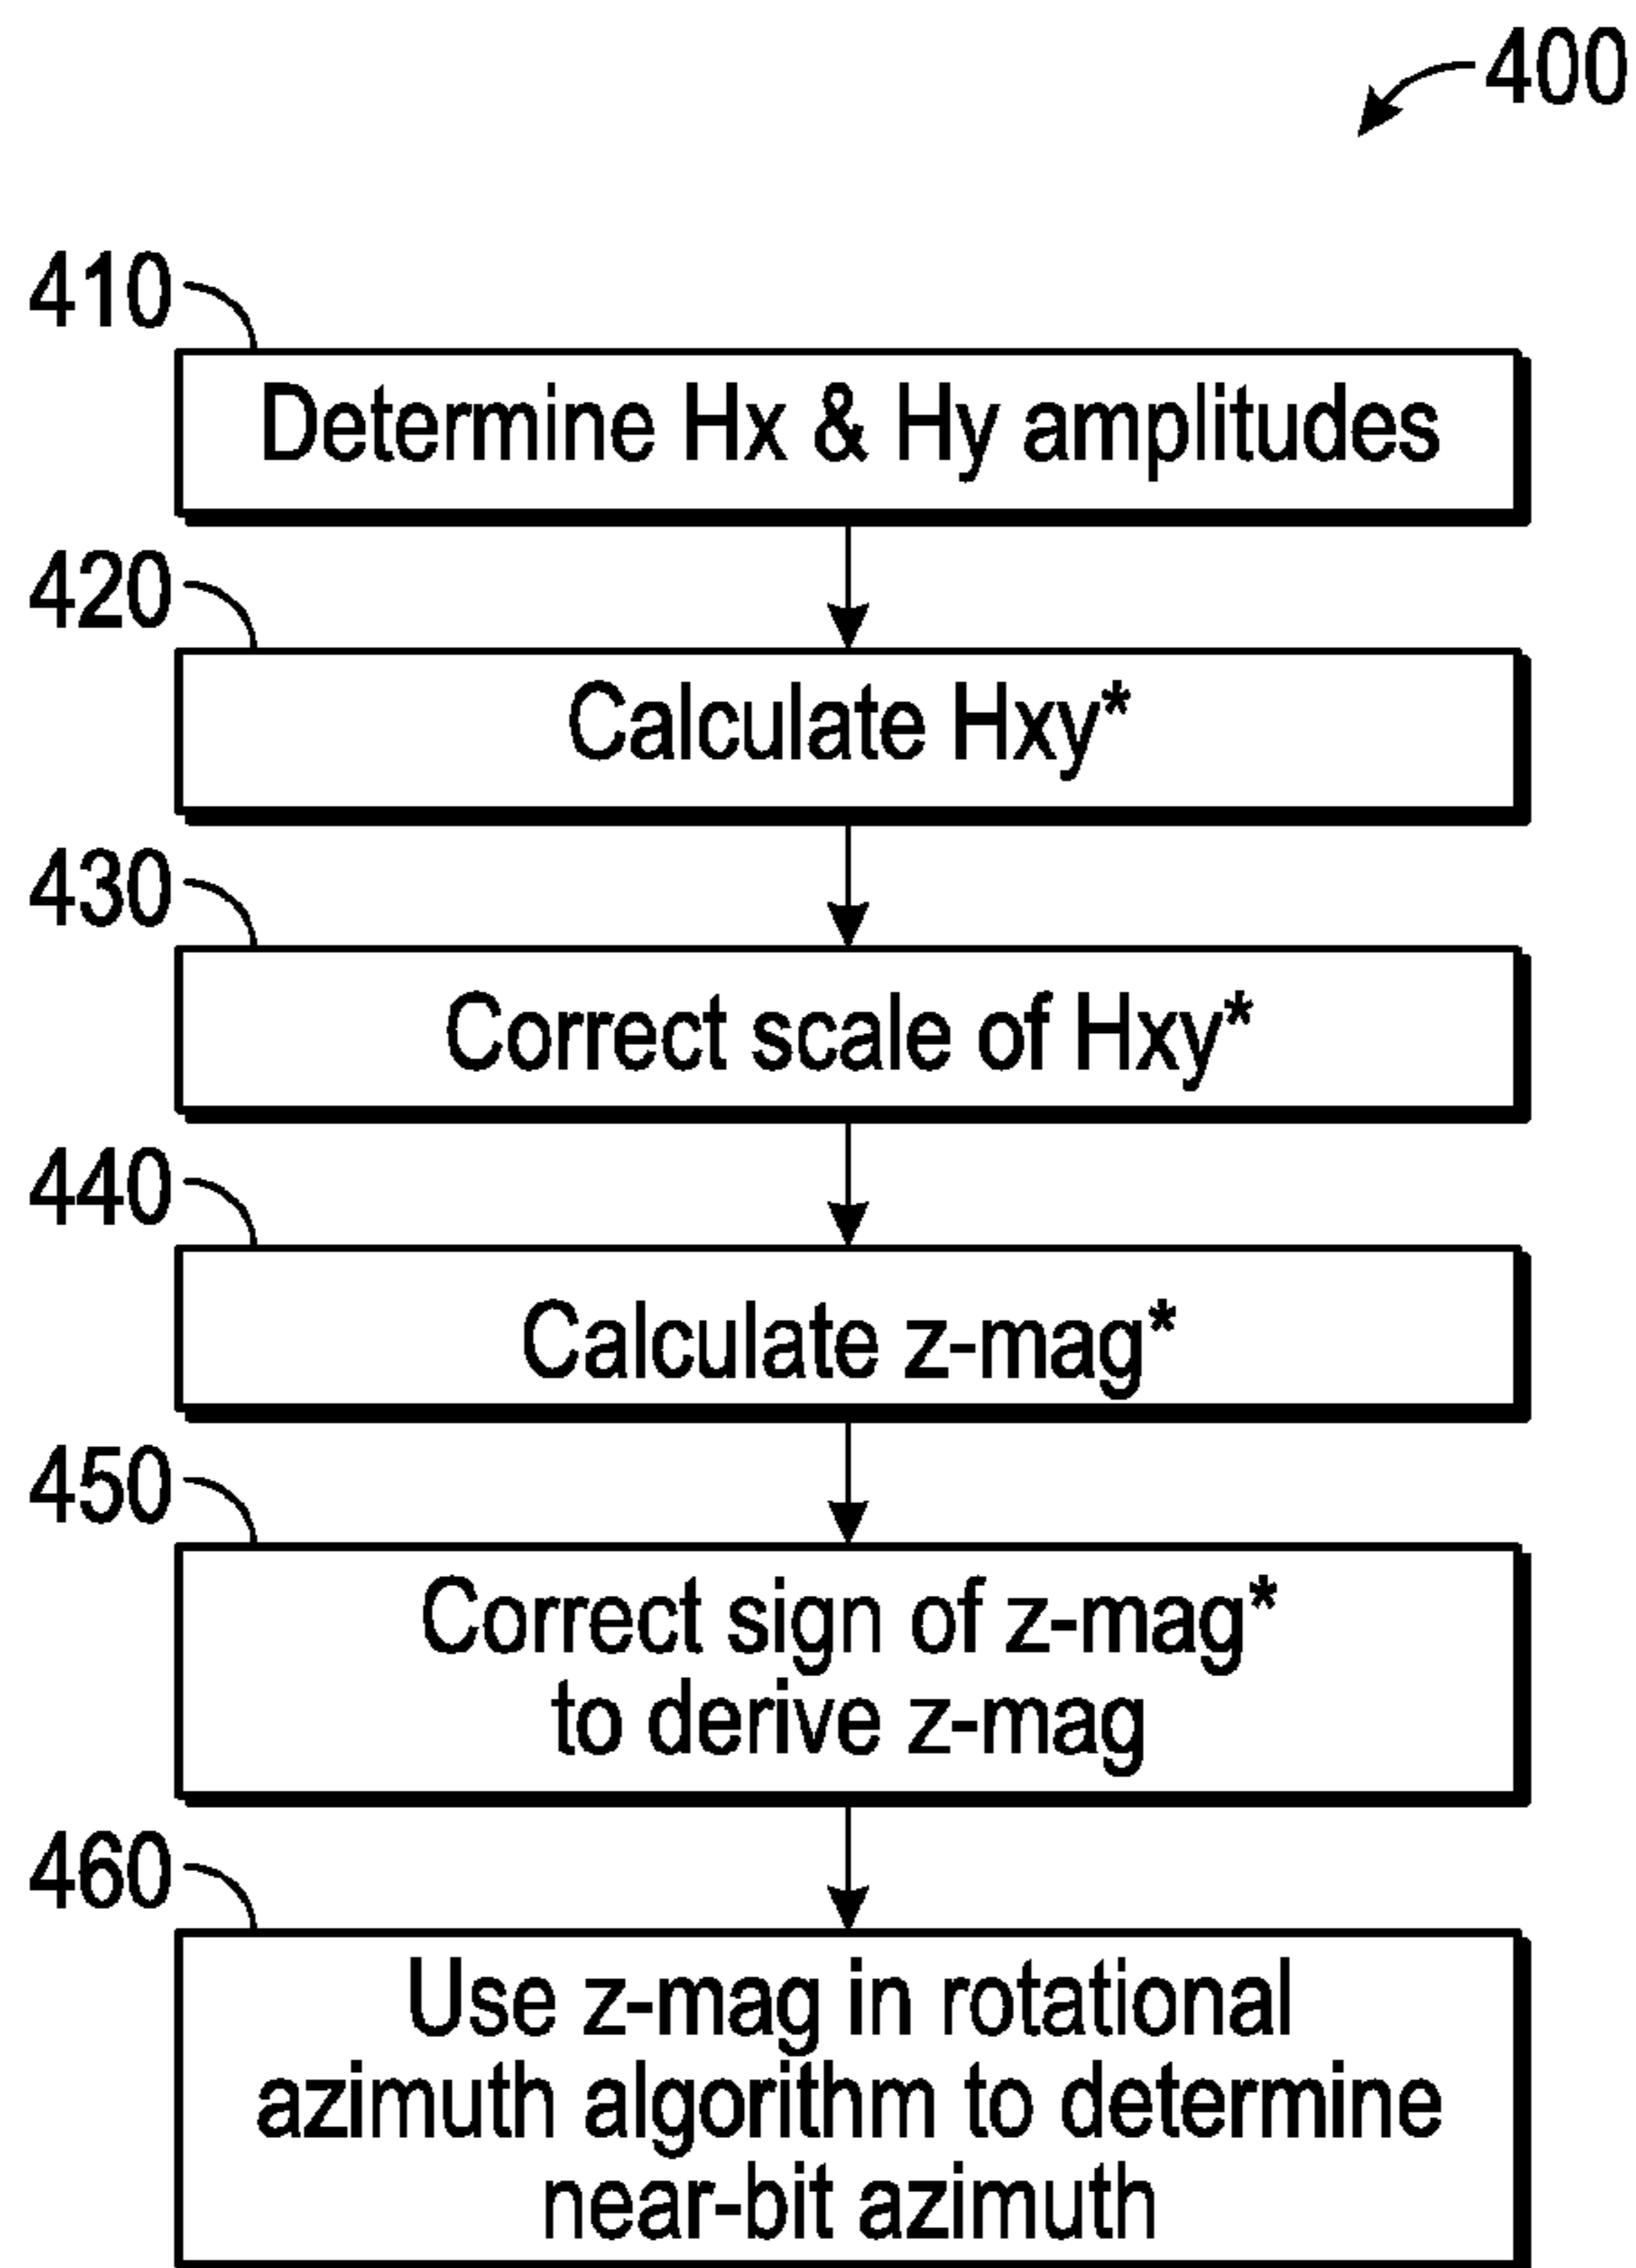 400
410
Determine Hx & Hy amplitudes
420
Calculate Hxy*
430
Correct scale of Hxy*
440
Calculate z-mag*
450
Correct sign of z-mag*
to derive z-mag
460
Use z-mag in rotational
azimuth algorithm to determine
near-bit azimuth